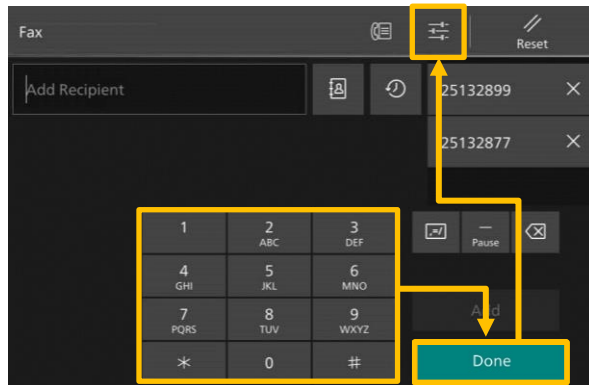 Fax
Reset
Add Recipient
25132899
25132877
1
2
3
ABC
DEF
.=/
Pause
4
5
6
GHI
JKL
MNO
7
8
9
PQRS
TUV
WXYZ
Add
* 0 #
Done